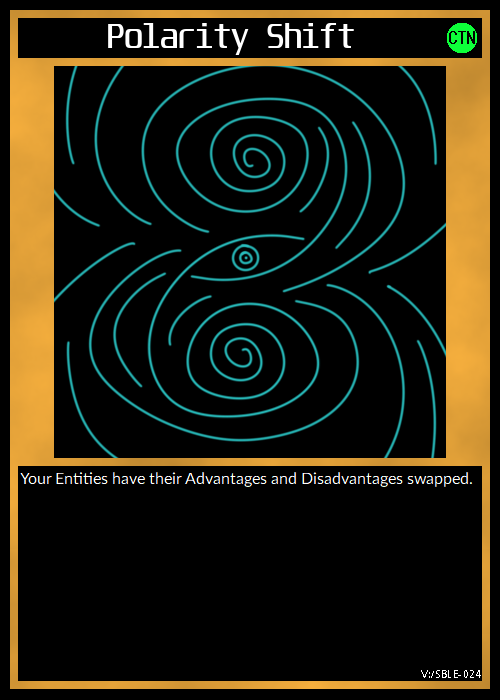 Polarity Shift
CTN
Your Entities have their Advantages and Disadvantages swapped.
V:/SBLE-024